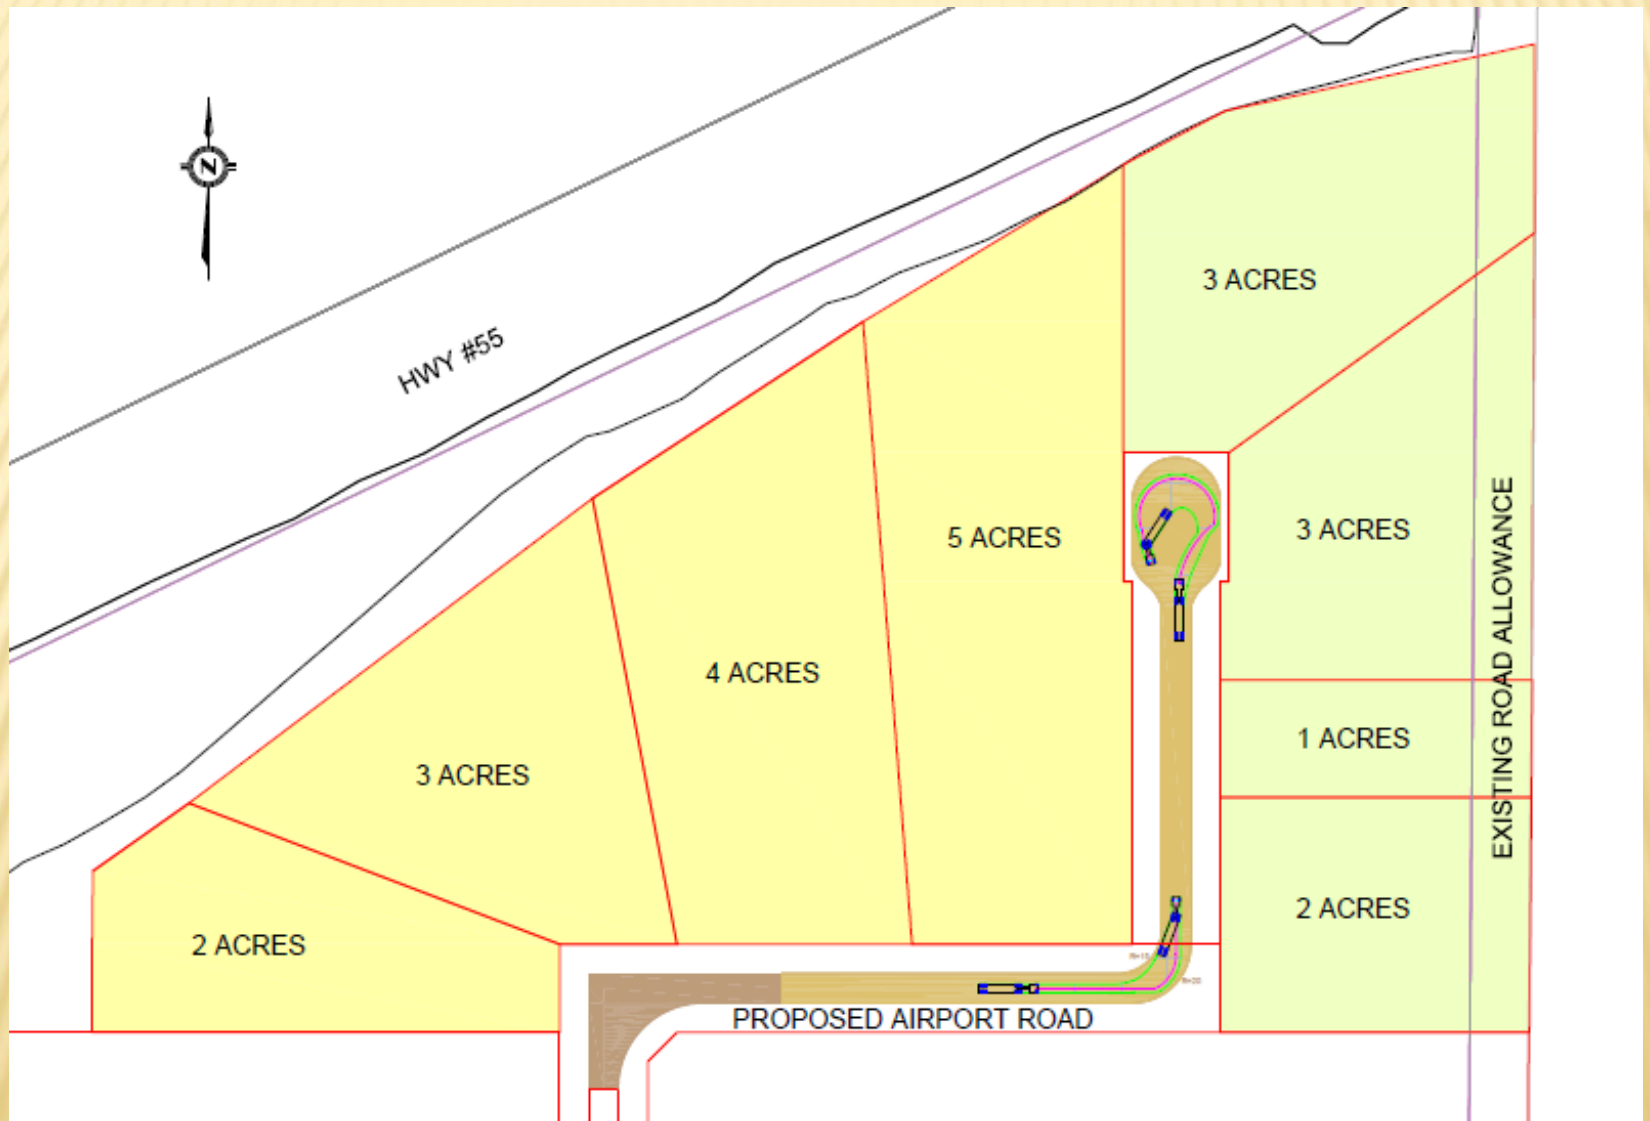 N
HWY #55
3 ACRES
5 ACRES
3 ACRES
4 ACRES
EXISTING ROAD ALLOWANCE
1 ACRES
3 ACRES
2 ACRES
2 ACRES
PROPOSED AIRPORT ROAD